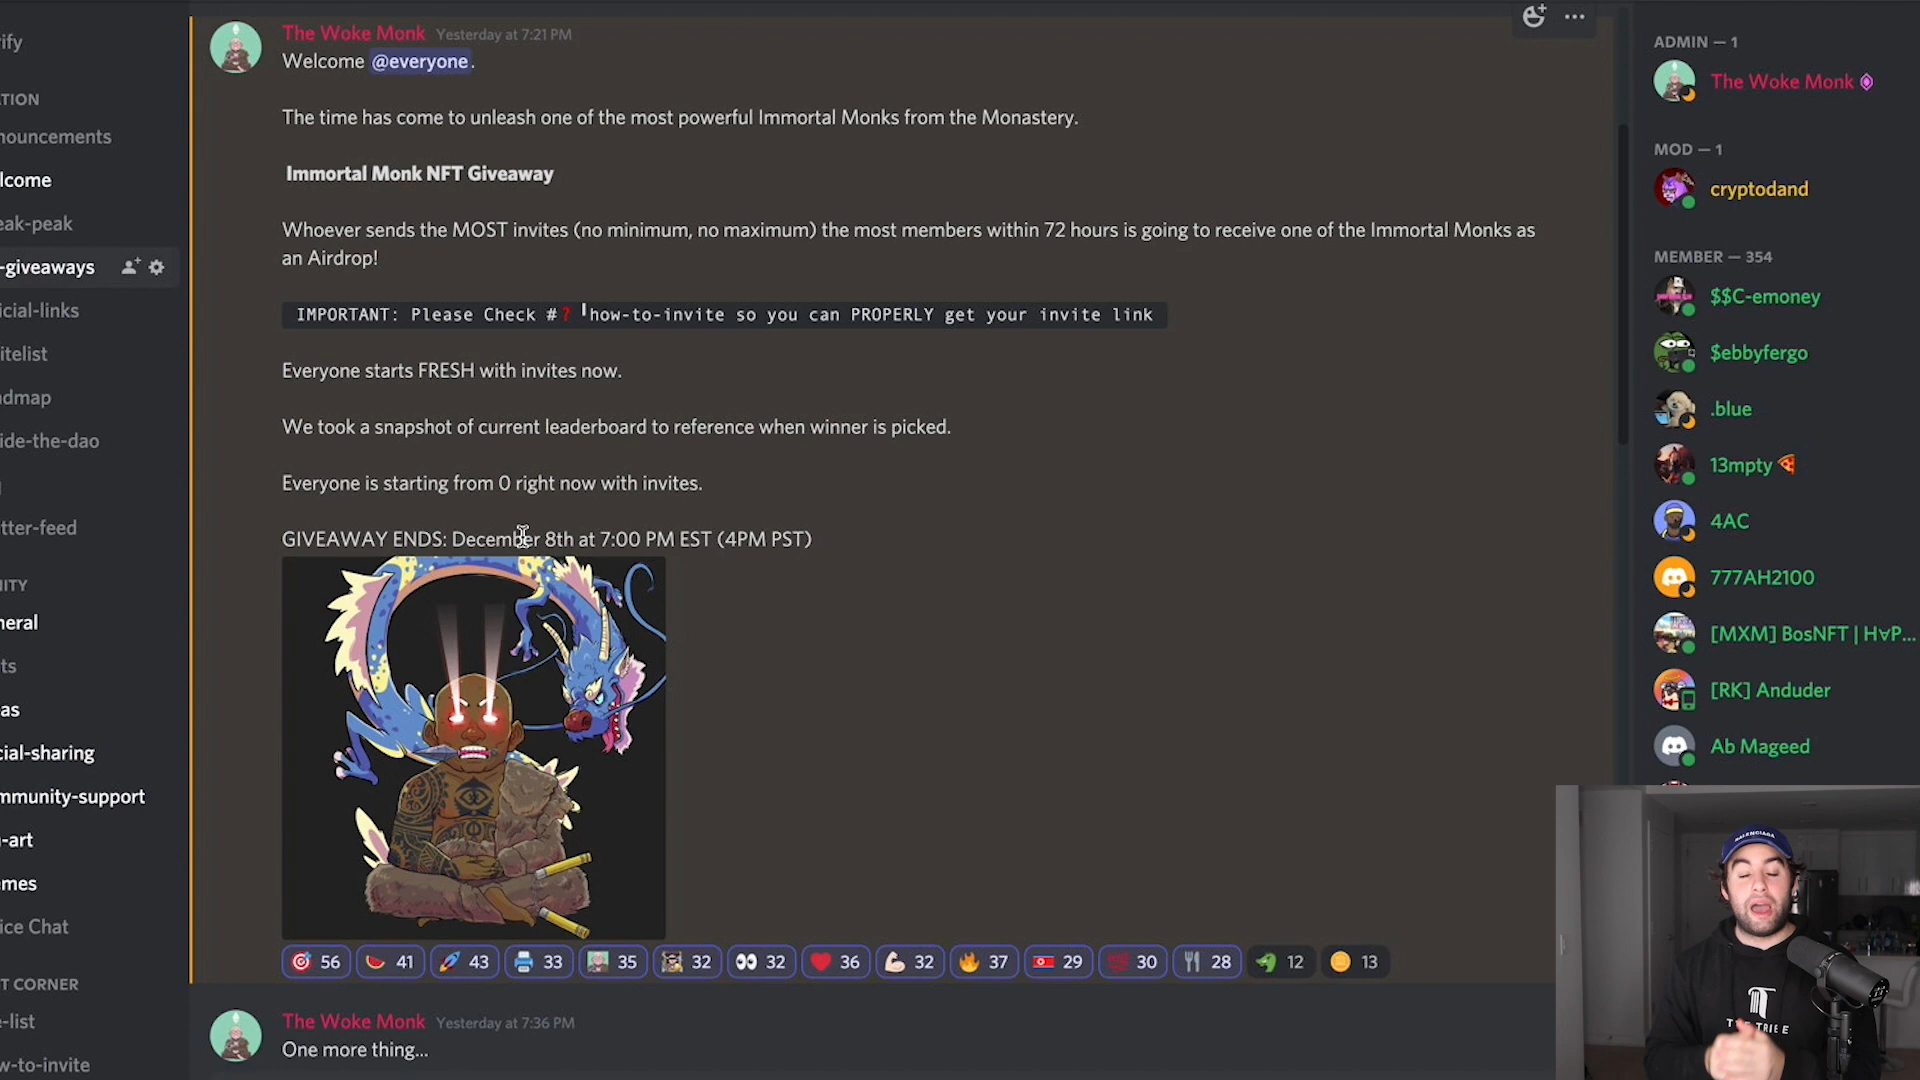 ify
TION
nouncements
lcome
eak-peak
-giveaways
icial-links
itelist
admap
ide-the-dao
tter-feed
NITY
neral
ts
as
cial-sharing
mmunity-support
-art
emes
ice Chat
T CORNER
e-list
w-to-invite
The Woke Monk Yesterday at 7:21 PM
Welcome @everyone.
The time has come to unleash one of the most powerful Immortal Monks from the Monastery.
Immortal Monk NFT Giveaway
Whoever sends the MOST invites (no minimum, no maximum) the most members within 72 hours is going to receive one of the Immortal Monks as
an Airdrop!
IMPORTANT: Please Check #❓╵how-to-invite so you can PROPERLY get your invite link
Everyone starts FRESH with invites now.
We took a snapshot of current leaderboard to reference when winner is picked.
Everyone is starting from 0 right now with invites.
GIVEAWAY ENDS: December 8th at 7:00 PM EST (4PM PST)
56 41 43 33 35 32 32 36 32 37 29 30 28 12 13
The Woke Monk Yesterday at 7:36 PM
One more thing...
ADMIN — 1
The Woke Monk
MOD — 1
cryptodand
MEMBER — 354
$$C-emoney
$ebbyfergo
.blue
13mpty
4AC
777AH2100
[MXM] BosNFT | H∀P...
[RK] Anduder
Ab Mageed
BALENCIAGA